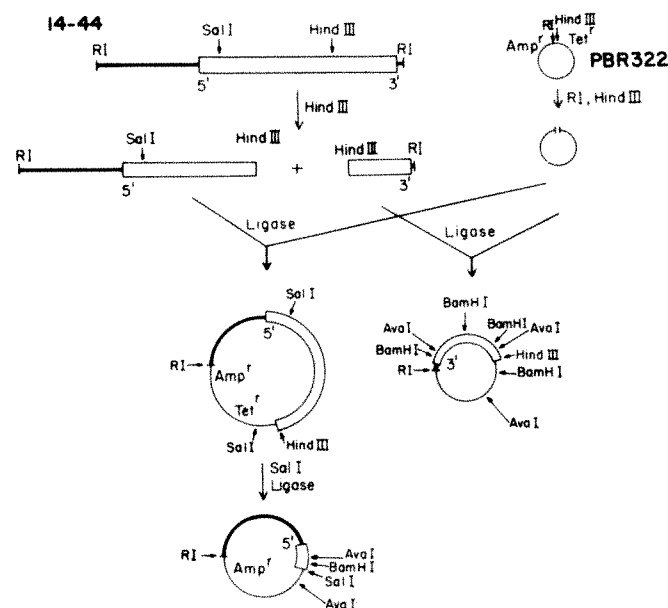 14-44
RI
Sal I
Hind III
RI
5'
3'
RI
Hind III
Amp r
Tet r
PBR322
Hind III
RI, Hind III
RI
Sal I
Hind III
5'
+
Hind III
RI
3'
Ligase
Ligase
Sal I
5'
RI
Amp r
Tet r
Sal I
Hind III
BamH I
Ava I
BamH I
BamH I
Ava I
RI
3'
Hind III
BamH I
Ava I
Sal I
Ligase
5'
RI
Amp r
Ava I
BamH I
Sal I
Ava I